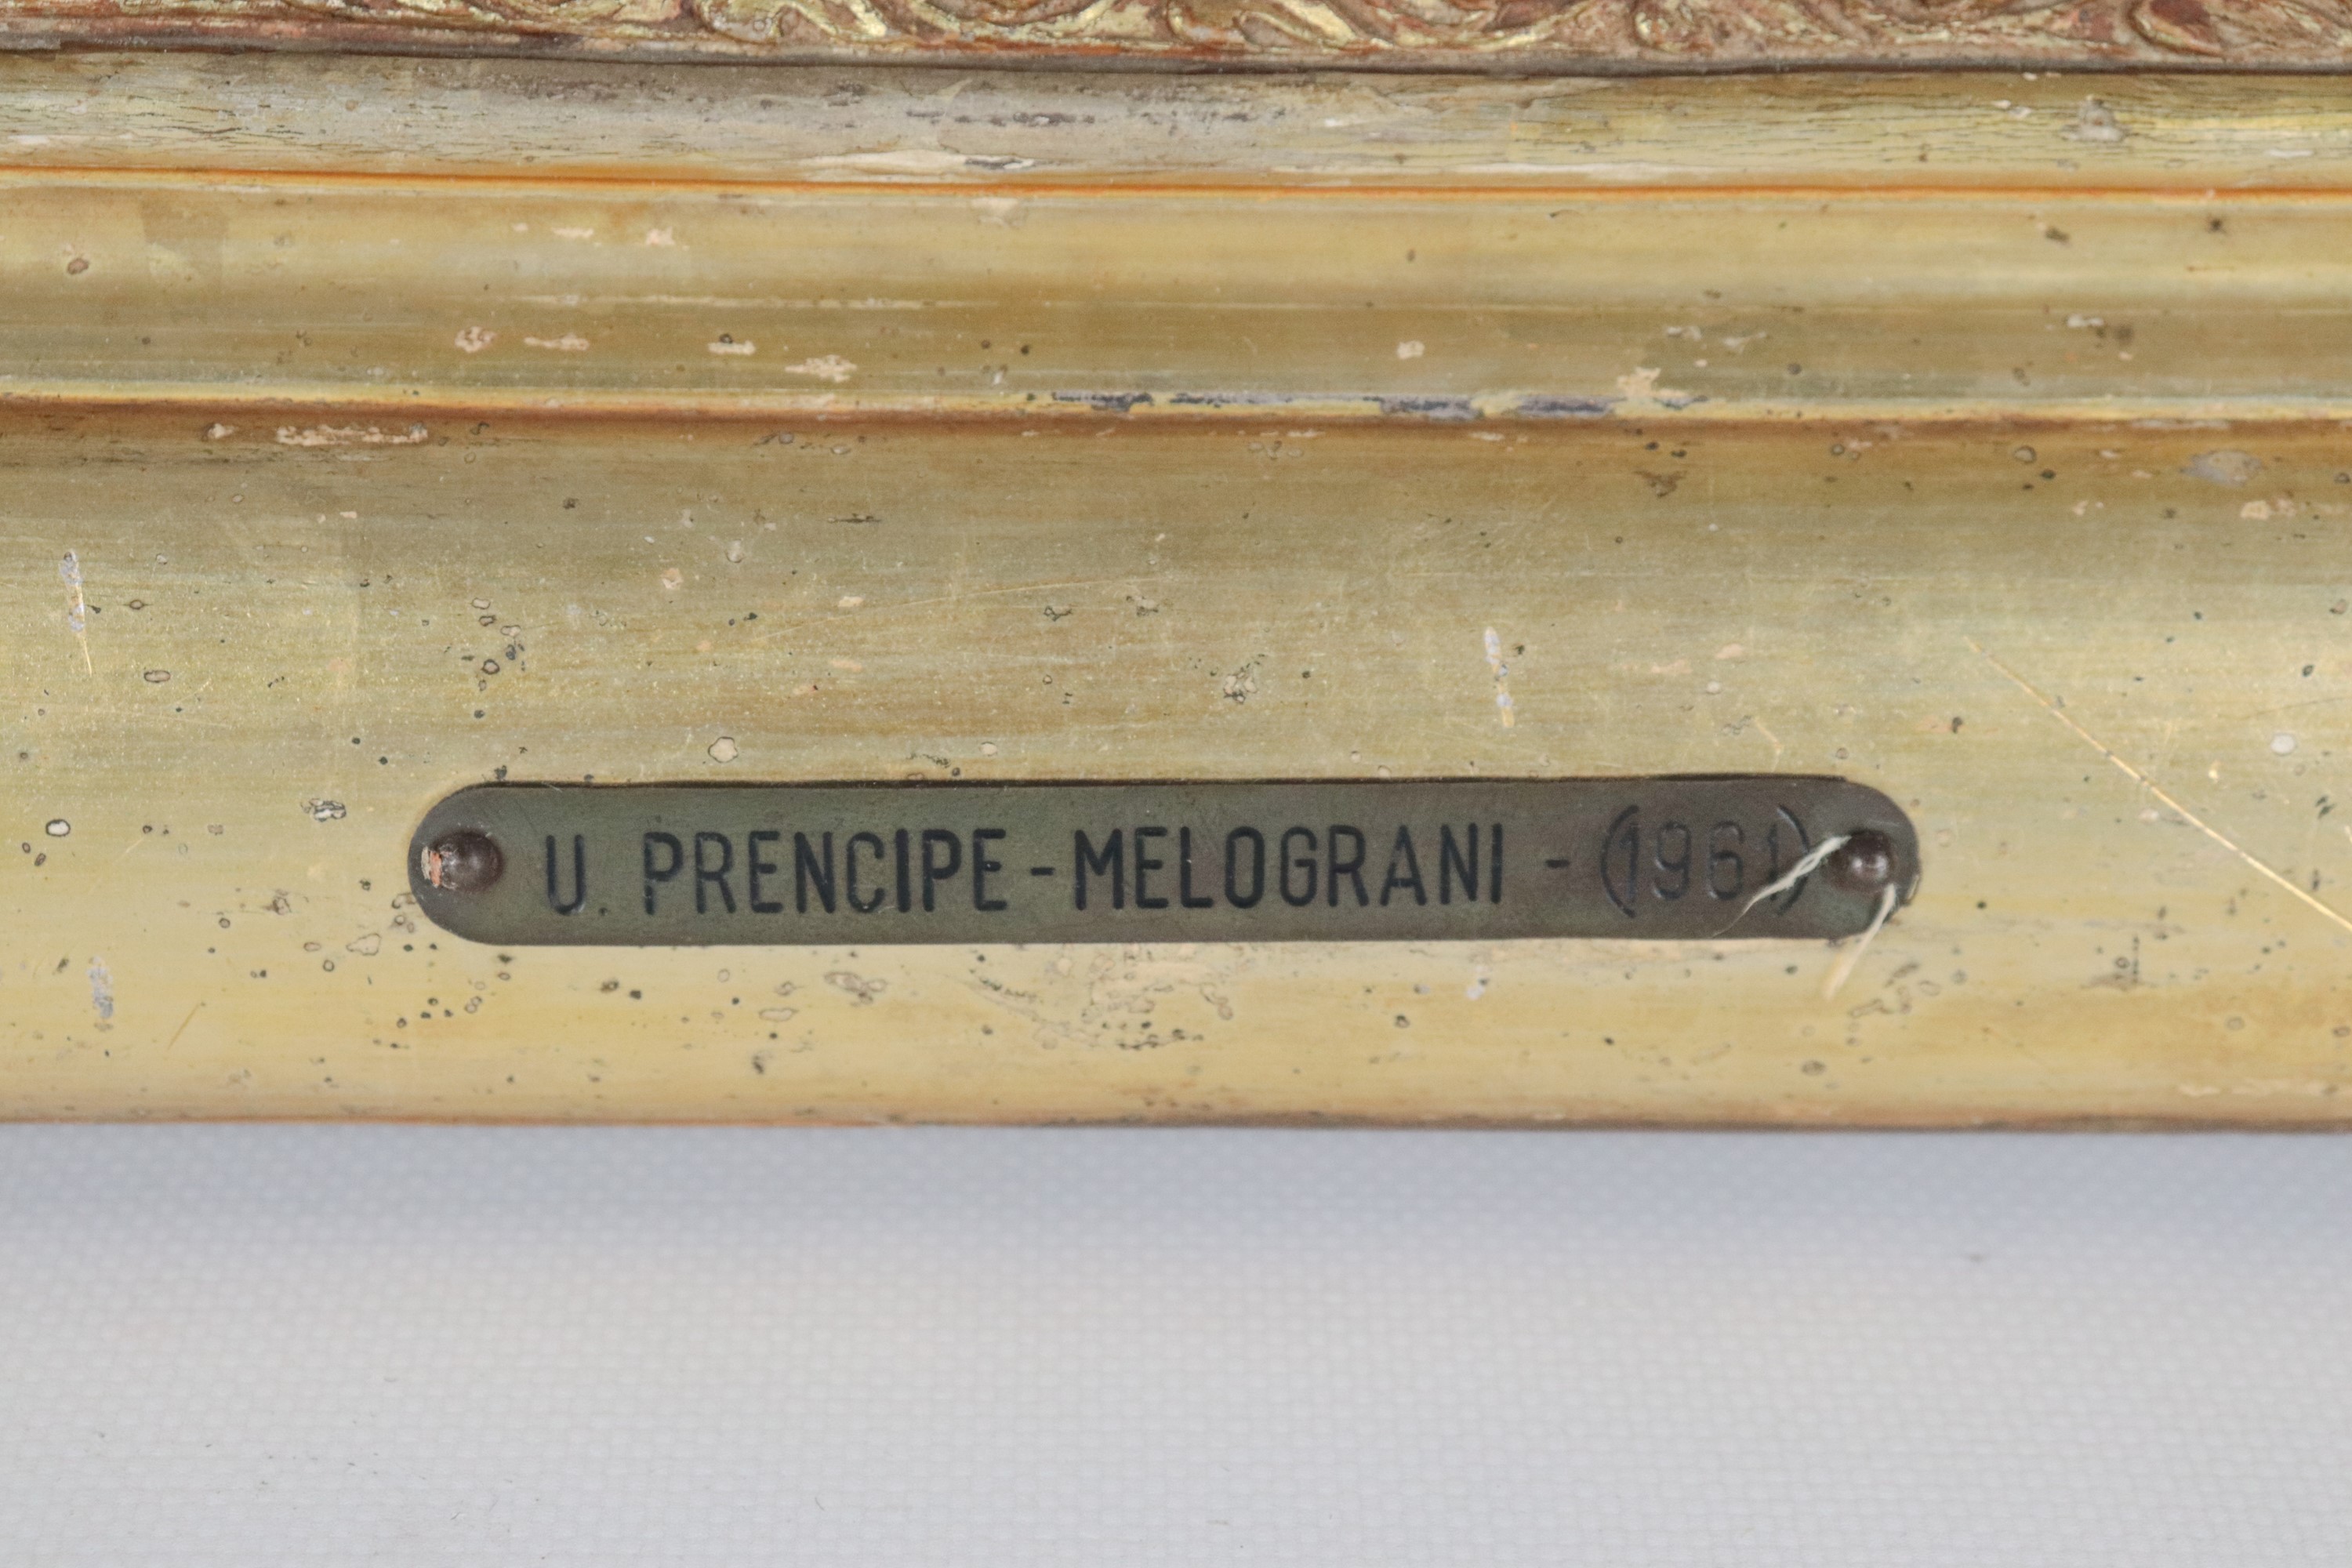 U. PRENCIPE - MELOGRANI - (1961)